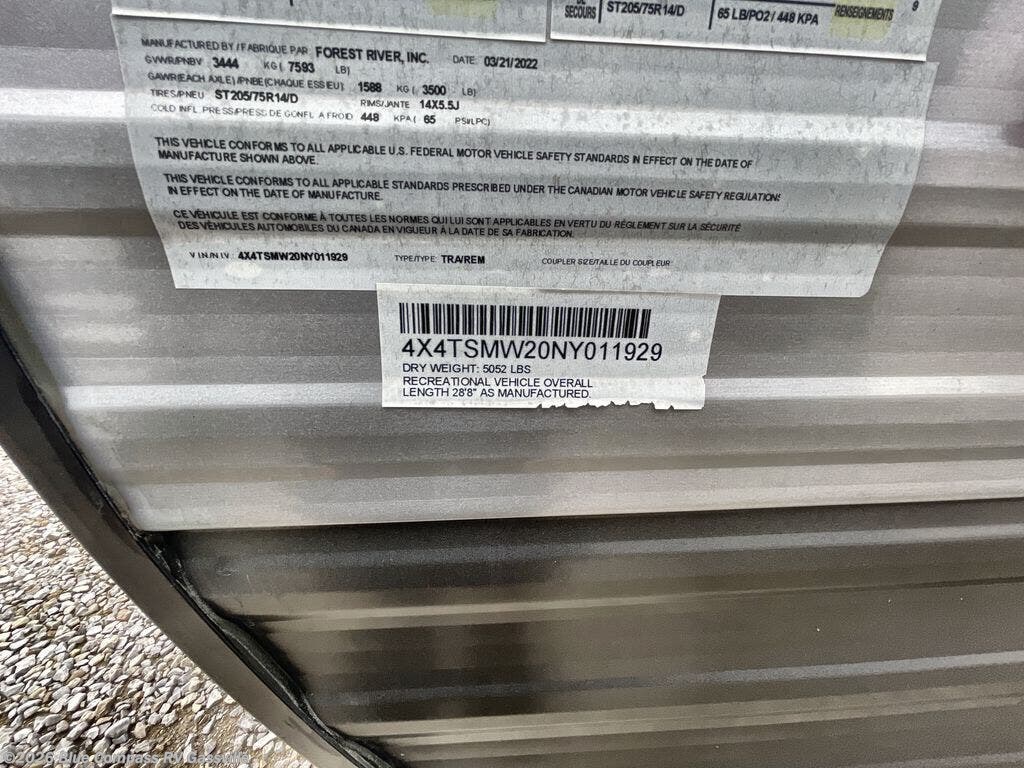 DE
SECOURS
ST205/75R14/D
65 LB/PO2 / 448 KPA
RENSEIGNEMENTS
9
MANUFACTURED BY / FABRIQUE PAR FOREST RIVER, INC. DATE: 03/21/2022
GVWR/PNBV 3444 KG ( 7593 LB)
GAWR(EACH AXLE) /PNBE(CHAQUE ESSIEU) 1588 KG ( 3500 LB)
TIRES/PNEU ST205/75R14/D RIMS/JANTE 14X5.5J
COLD INFL. PRESS/PRESS DE GONFL A FROID 448 KPA ( 65 PSI/LPC)
THIS VEHICLE CONFORMS TO ALL APPLICABLE U.S. FEDERAL MOTOR VEHICLE SAFETY STANDARDS IN EFFECT ON THE DATE OF
MANUFACTURE SHOWN ABOVE.
THIS VEHICLE CONFORMS TO ALL APPLICABLE STANDARDS PRESCRIBED UNDER THE CANADIAN MOTOR VEHICLE SAFETY REGULATIONS
IN EFFECT ON THE DATE OF MANUFACTURE.
CE VÉHICULE EST CONFORME À TOUTES LES NORMES QUI LUI SONT APPLICABLES EN VERTU DU RÉGLEMENT SUR LA SÉCURITÉ
DES VÉHICULES AUTOMOBILES DU CANADA EN VIGUEUR À LA DATE DE SA FABRICATION.
V.I.N/N.I.V.: 4X4TSMW20NY011929 TYPE/TYPE: TRA/REM COUPLER SIZE/TAILLE DU COUPLEUR:
4X4TSMW20NY011929
DRY WEIGHT: 5052 LBS
RECREATIONAL VEHICLE OVERALL
LENGTH 28'8" AS MANUFACTURED.
©2026 Blue Compass RV Gassville